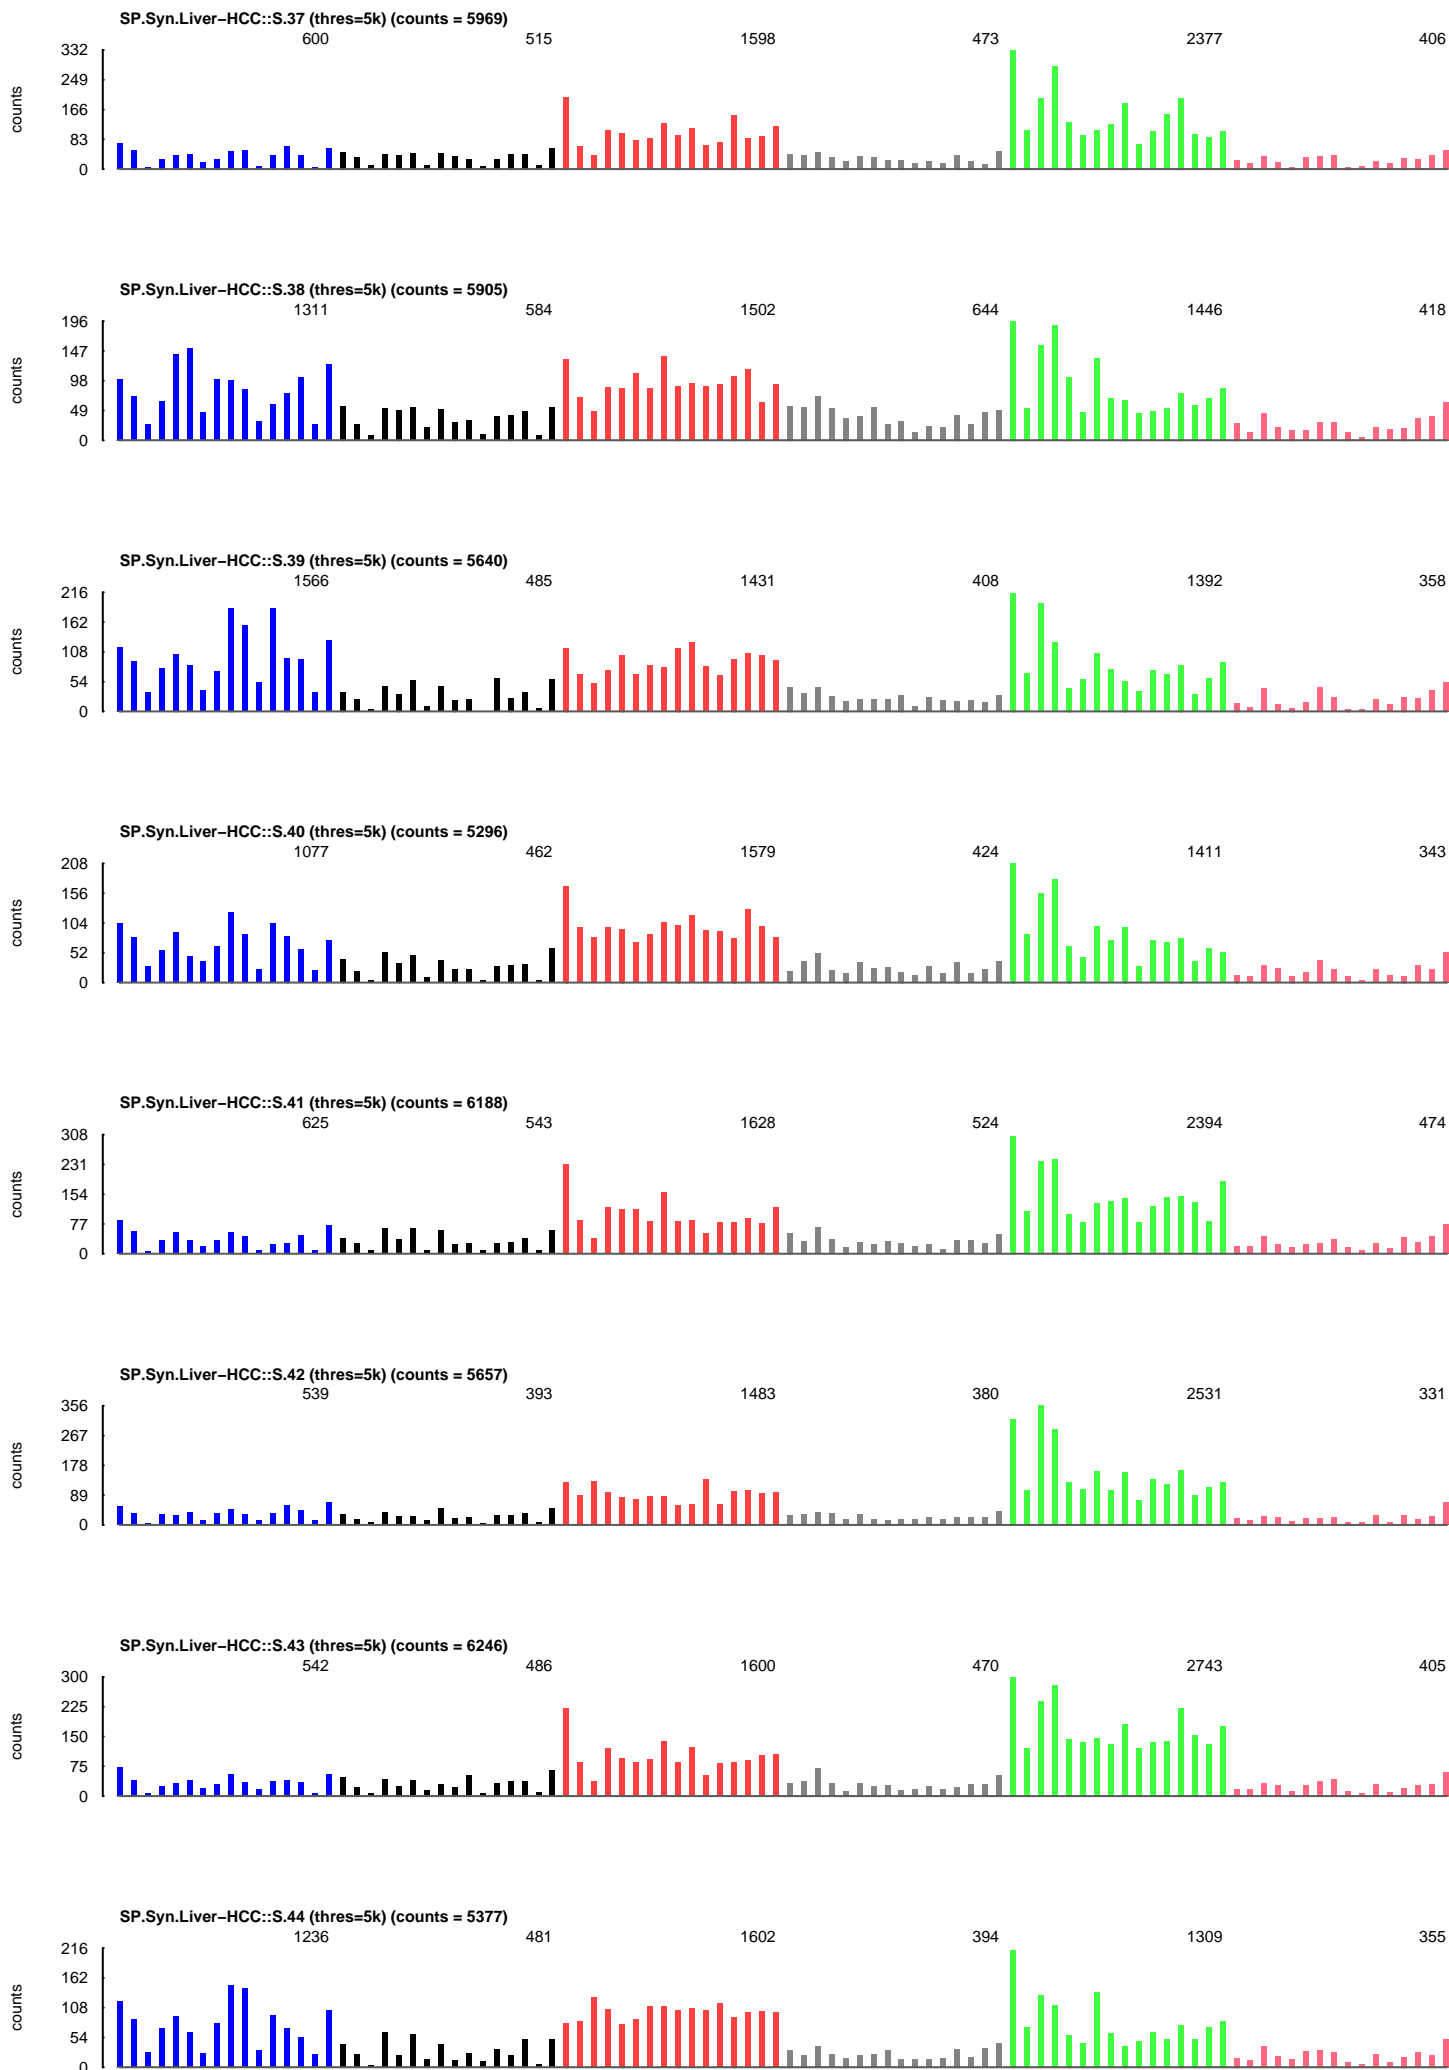 SP.Syn.Liver−HCC::S.37 (thres=5k) (counts = 5969)
600 515 1598 473 2377 406
332
249
166
83
0
counts
SP.Syn.Liver−HCC::S.38 (thres=5k) (counts = 5905)
1311 584 1502 644 1446 418
196
147
98
49
0
counts
SP.Syn.Liver−HCC::S.39 (thres=5k) (counts = 5640)
1566 485 1431 408 1392 358
216
162
108
54
0
counts
SP.Syn.Liver−HCC::S.40 (thres=5k) (counts = 5296)
1077 462 1579 424 1411 343
208
156
104
52
0
counts
SP.Syn.Liver−HCC::S.41 (thres=5k) (counts = 6188)
625 543 1628 524 2394 474
308
231
154
77
0
counts
SP.Syn.Liver−HCC::S.42 (thres=5k) (counts = 5657)
539 393 1483 380 2531 331
356
267
178
89
0
counts
SP.Syn.Liver−HCC::S.43 (thres=5k) (counts = 6246)
542 486 1600 470 2743 405
300
225
150
75
0
counts
SP.Syn.Liver−HCC::S.44 (thres=5k) (counts = 5377)
1236 481 1602 394 1309 355
216
162
108
54
0
counts